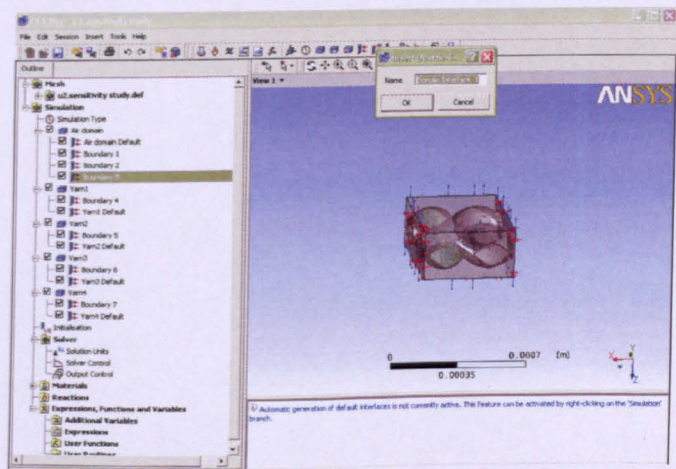 File Edit Session Insert Tools Help
Outline
Mesh
u2.sensitivity study.def
Simulation
Simulation Type
Air domain
Air domain Default
Boundary 1
Boundary 2
Boundary 3
Yarn1
Boundary 4
Yarn1 Default
Yarn2
Boundary 5
Yarn2 Default
Yarn3
Boundary 6
Yarn3 Default
Yarn4
Boundary 7
Yarn4 Default
Initialisation
Solver
Solution Units
Solver Control
Output Control
Materials
Reactions
Expressions, Functions and Variables
Additional Variables
Expressions
User Functions
User Routines
View 1
Name
OK Cancel
ANSYS
0 0.0007 [m]
0.00035
X Y Z
Automatic generation of default interfaces is not currently active. This feature can be activated by right-clicking on the 'Simulation'
branch.